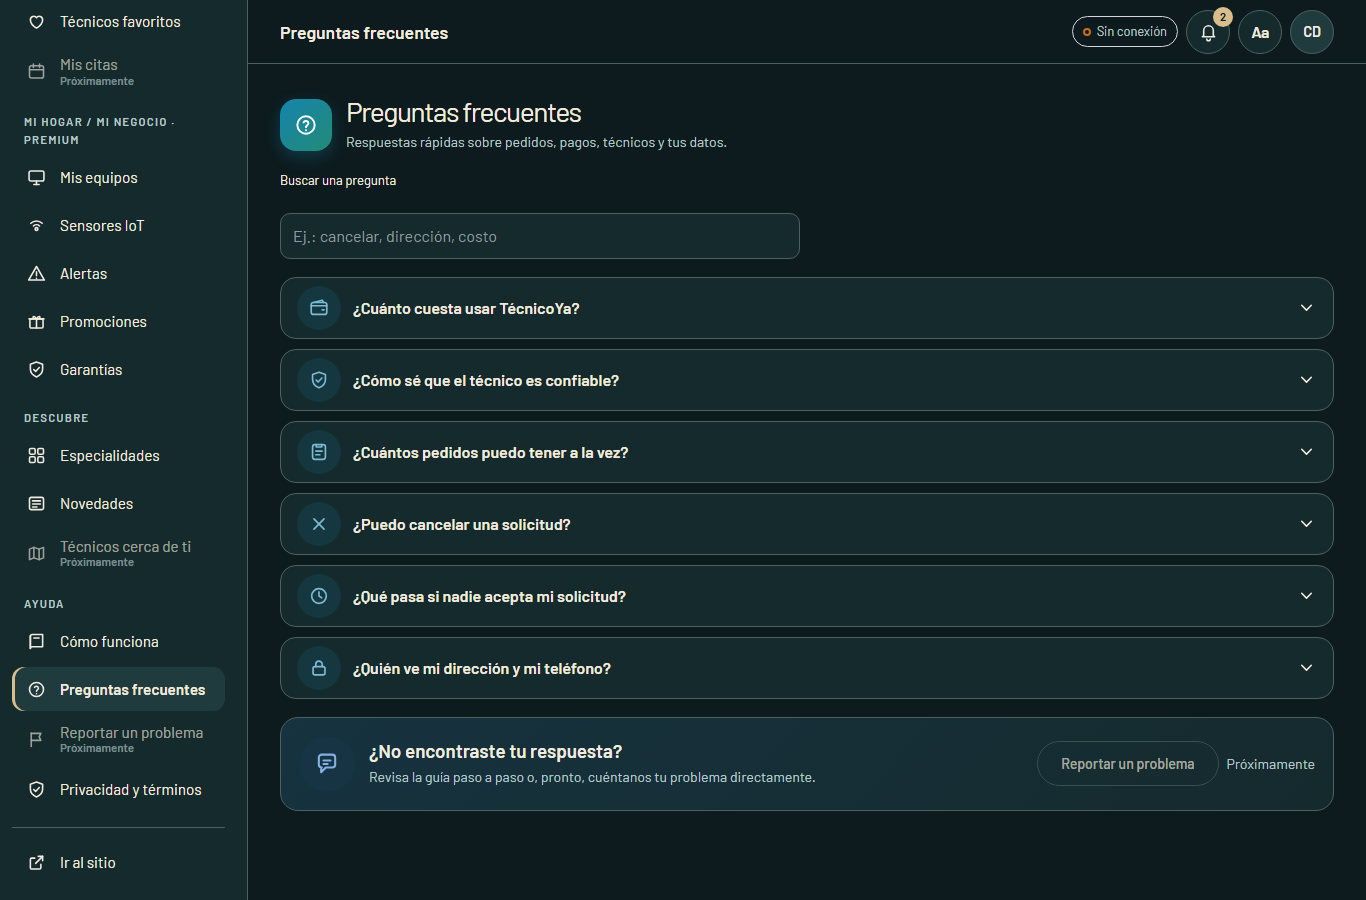 Técnicos favoritos
Mis citas
Próximamente
MI HOGAR / MI NEGOCIO ·
PREMIUM
Mis equipos
Sensores IoT
Alertas
Promociones
Garantías
DESCUBRE
Especialidades
Novedades
Técnicos cerca de ti
Próximamente
AYUDA
Cómo funciona
Preguntas frecuentes
Reportar un problema
Próximamente
Privacidad y términos
Ir al sitio
Preguntas frecuentes
Sin conexión
2
Aa
CD
Preguntas frecuentes
Respuestas rápidas sobre pedidos, pagos, técnicos y tus datos.
Buscar una pregunta
Ej.: cancelar, dirección, costo
¿Cuánto cuesta usar TécnicoYa?
¿Cómo sé que el técnico es confiable?
¿Cuántos pedidos puedo tener a la vez?
¿Puedo cancelar una solicitud?
¿Qué pasa si nadie acepta mi solicitud?
¿Quién ve mi dirección y mi teléfono?
¿No encontraste tu respuesta?
Revisa la guía paso a paso o, pronto, cuéntanos tu problema directamente.
Reportar un problema
Próximamente